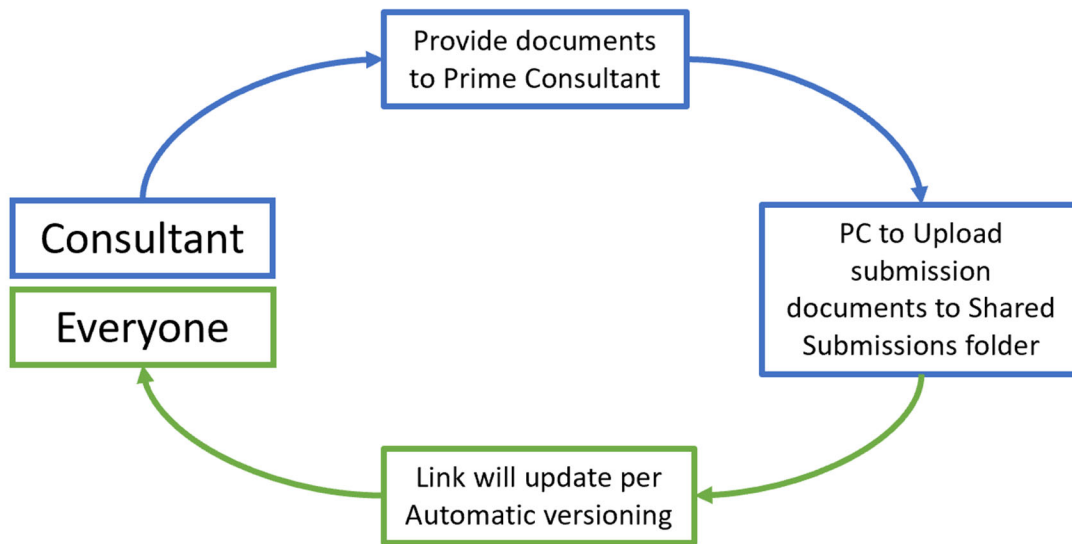 Provide documents
to Prime Consultant
Consultant
PC to Upload
submission
documents to Shared
Submissions folder
Everyone
Link will update per
Automatic versioning